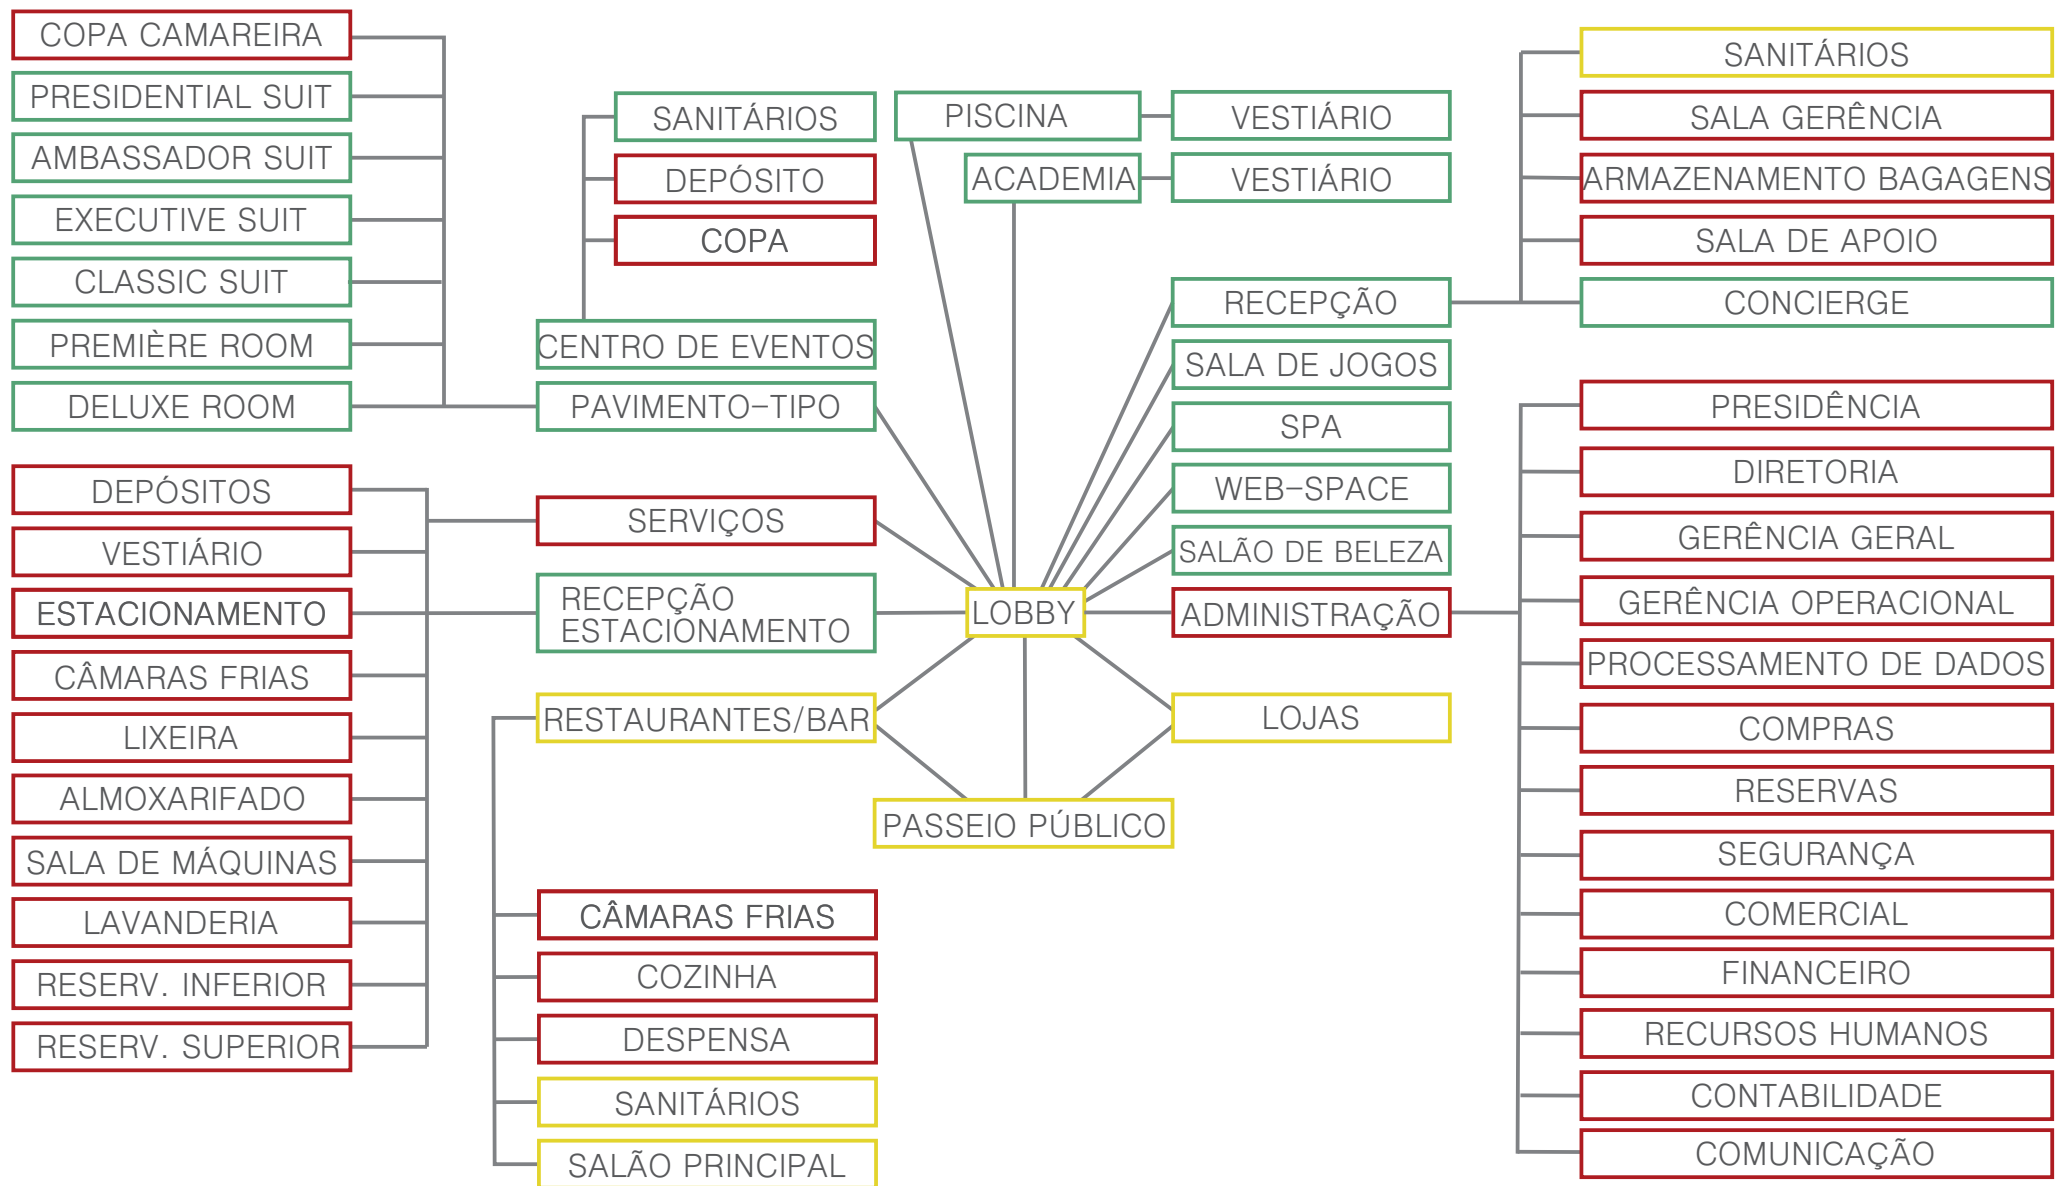 COPA CAMAREIRA
PRESIDENTIAL SUIT
AMBASSADOR SUIT
EXECUTIVE SUIT
CLASSIC SUIT
PREMIÈRE ROOM
DELUXE ROOM
DEPÓSITOS
VESTIÁRIO
ESTACIONAMENTO
CÂMARAS FRIAS
LIXEIRA
ALMOXARIFADO
SALA DE MÁQUINAS
LAVANDERIA
RESERV. INFERIOR
RESERV. SUPERIOR
SANITÁRIOS
DEPÓSITO
COPA
CENTRO DE EVENTOS
PAVIMENTO-TIPO
SERVIÇOS
RECEPÇÃO
ESTACIONAMENTO
RESTAURANTES/BAR
CÂMARAS FRIAS
COZINHA
DESPENSA
SANITÁRIOS
SALÃO PRINCIPAL
PISCINA
ACADEMIA
LOBBY
PASSEIO PÚBLICO
VESTIÁRIO
VESTIÁRIO
RECEPÇÃO
SALA DE JOGOS
SPA
WEB-SPACE
SALÃO DE BELEZA
ADMINISTRAÇÃO
LOJAS
SANITÁRIOS
SALA GERÊNCIA
ARMAZENAMENTO BAGAGENS
SALA DE APOIO
CONCIERGE
PRESIDÊNCIA
DIRETORIA
GERÊNCIA GERAL
GERÊNCIA OPERACIONAL
PROCESSAMENTO DE DADOS
COMPRAS
RESERVAS
SEGURANÇA
COMERCIAL
FINANCEIRO
RECURSOS HUMANOS
CONTABILIDADE
COMUNICAÇÃO